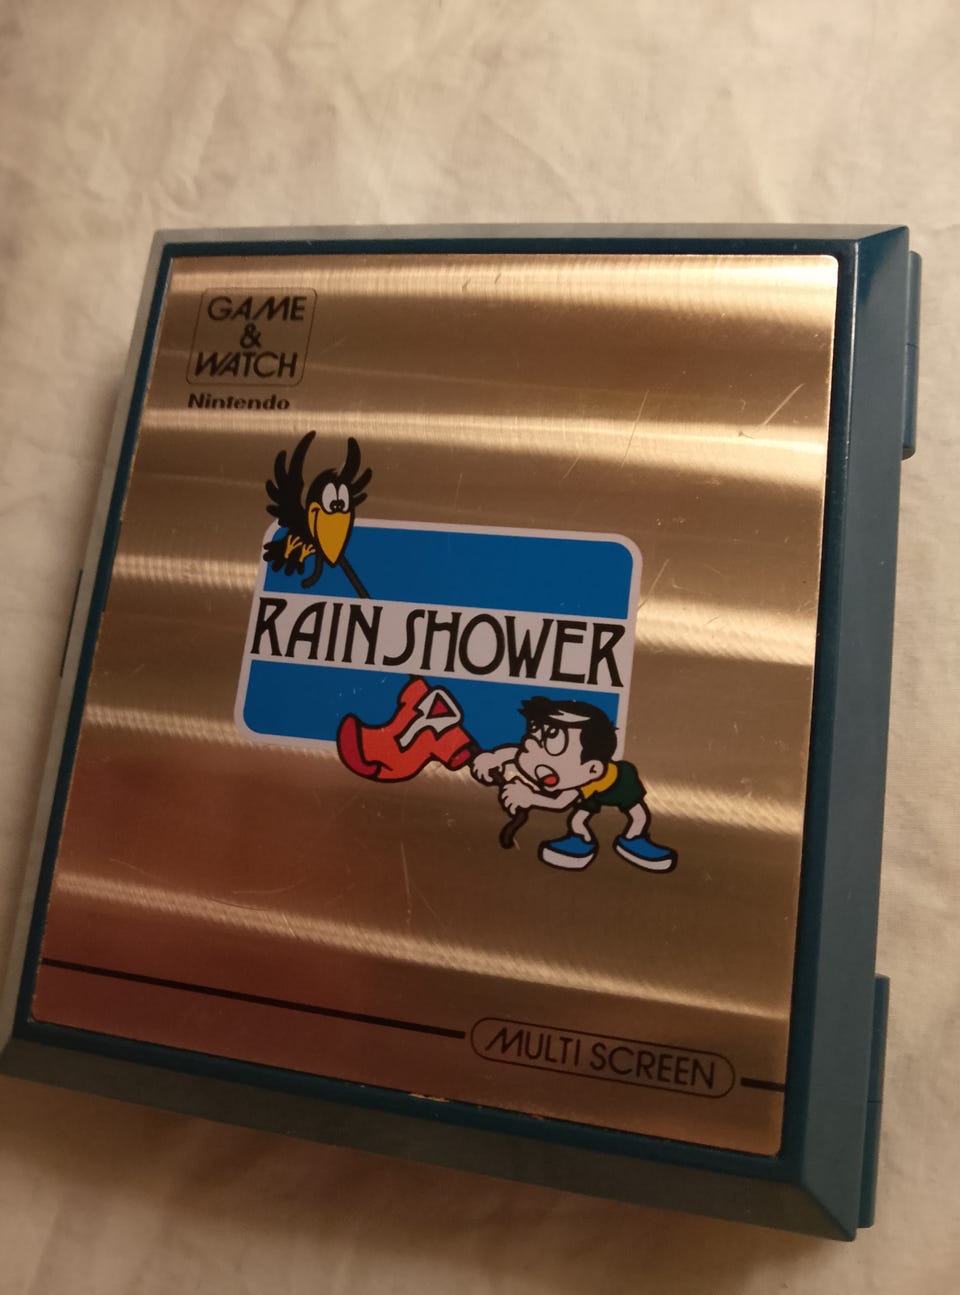 GAME
&
WATCH
Nintendo
RAIN SHOWER
MULTI SCREEN